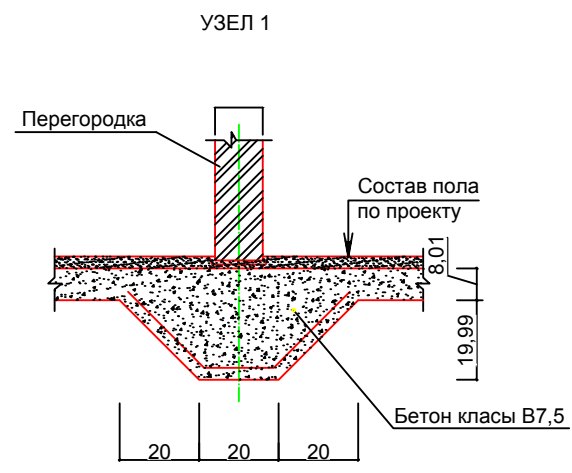 УЗЕЛ 1
Перегородка
Состав пола
по проекту
8,01
19,99
Бетон класы В7,5
20 20 20